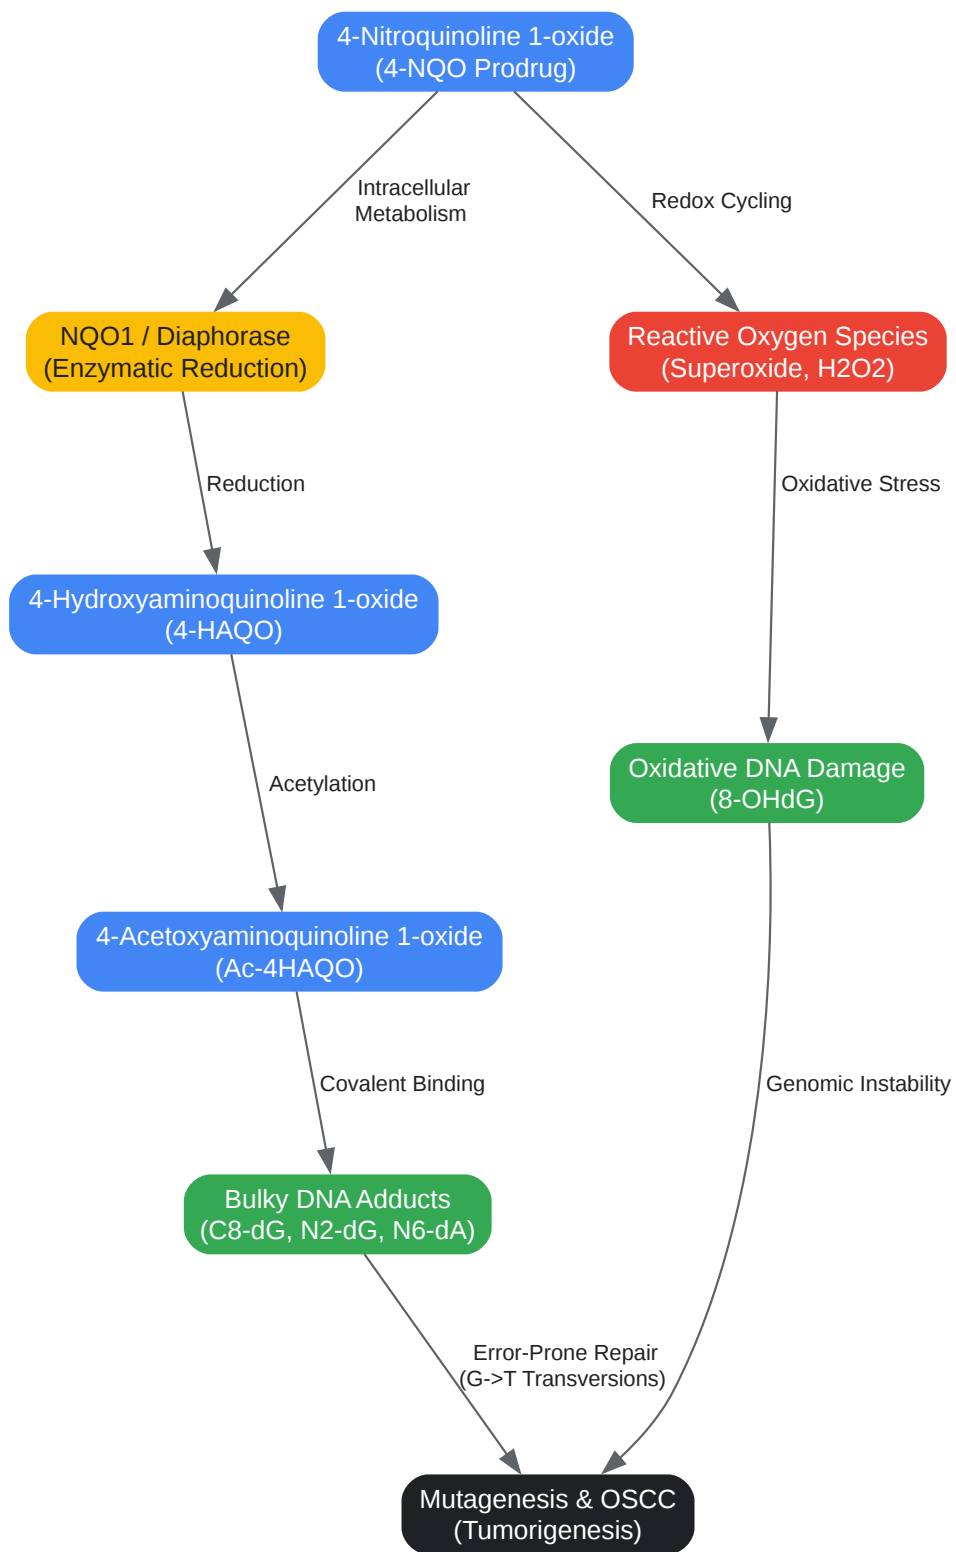 4-Nitroquinoline 1-oxide
(4-NQO Prodrug)
Intracellular
Metabolism
Redox Cycling
NQO1 / Diaphorase
(Enzymatic Reduction)
Reactive Oxygen Species
(Superoxide, H2O2)
Reduction
Oxidative Stress
4-Hydroxyaminoquinoline 1-oxide
(4-HAQO)
Acetylation
Oxidative DNA Damage
(8-OHdG)
4-Acetoxyaminoquinoline 1-oxide
(Ac-4HAQO)
Covalent Binding
Genomic Instability
Bulky DNA Adducts
(C8-dG, N2-dG, N6-dA)
Error-Prone Repair
(G->T Transversions)
Mutagenesis & OSCC
(Tumorigenesis)